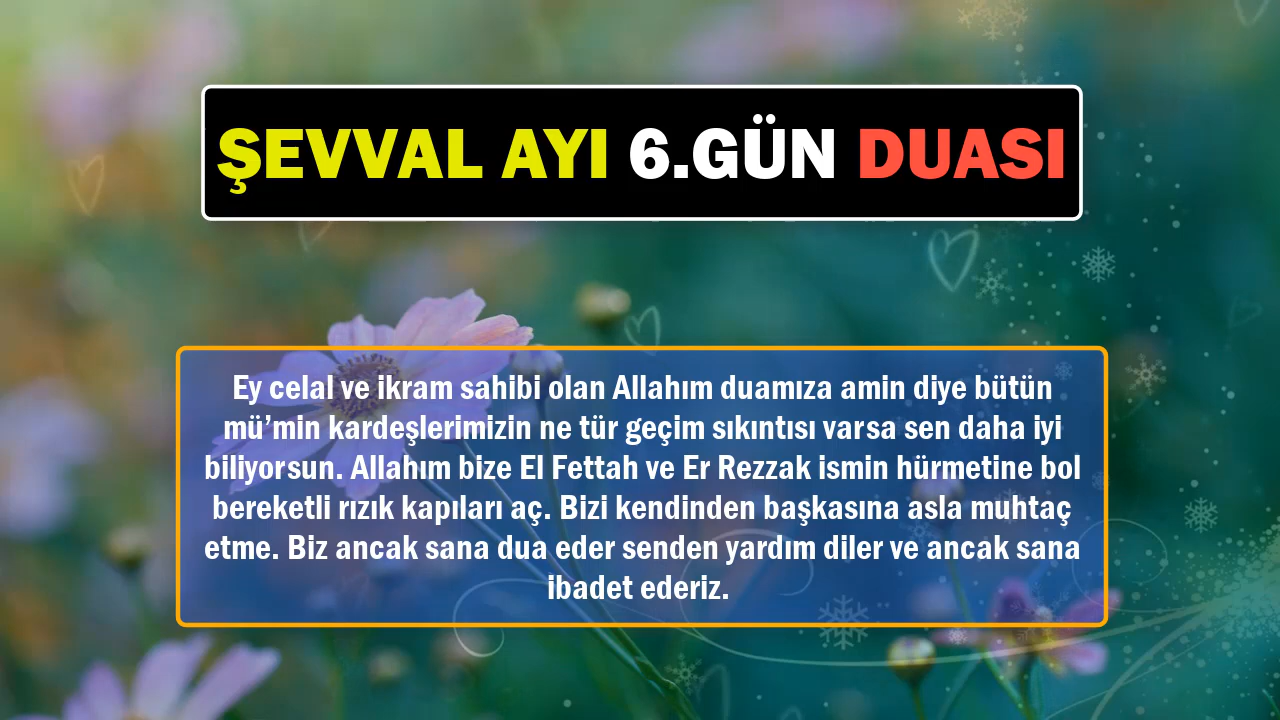 ŞEVVAL AYI 6.GÜN DUASI
Ey celal ve ikram sahibi olan Allahım duamıza amin diye bütün
mü’min kardeşlerimizin ne tür geçim sıkıntısı varsa sen daha iyi
biliyorsun. Allahım bize El Fettah ve Er Rezzak ismin hürmetine bol
bereketli rızık kapıları aç. Bizi kendinden başkasına asla muhtaç
etme. Biz ancak sana dua eder senden yardım diler ve ancak sana
ibadet ederiz.